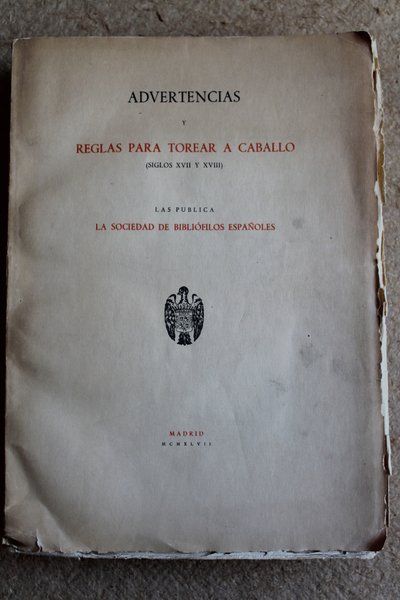 ADVERTENCIAS
Y
REGLAS PARA TOREAR A CABALLO
(SIGLOS XVII Y XVIII)
LAS PUBLICA
LA SOCIEDAD DE BIBLIÓFILOS ESPAÑOLES
MADRID
MCMXLVII